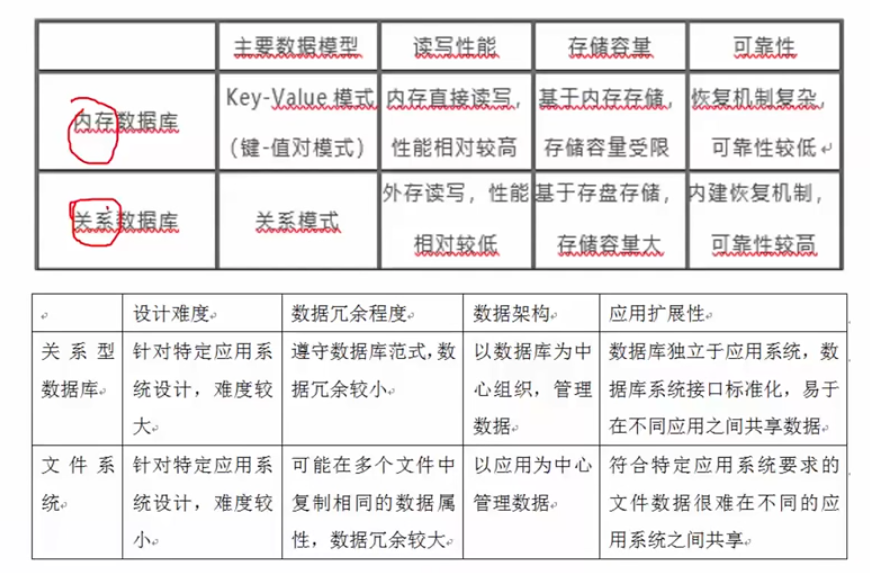 主要数据模型 读写性能 存储容量 可靠性
内存数据库 Key-Value 模式 内存直接读写， 基于内存存储， 恢复机制复杂，
（键-值对模式） 性能相对较高 存储容量受限 可靠性较低
关系数据库 关系模式 外存读写，性能 基于存盘存储， 内建恢复机制，
相对较低 存储容量大 可靠性较高
设计难度 数据冗余程度 数据架构 应用扩展性
关系型 针对特定应用系 遵守数据库范式，数 以数据库为中 数据库独立于应用系统，数
数据库 统设计，难度较 据冗余较小 心组织，管理 据库系统接口标准化，易于
大 数据 在不同应用之间共享数据
文件系 针对特定应用系 可能在多个文件中 以应用为中心 符合特定应用系统要求的
统 统设计，难度较 复制相同的数据属 管理数据 文件数据很难在不同的应
小 性，数据冗余较大 用系统之间共享